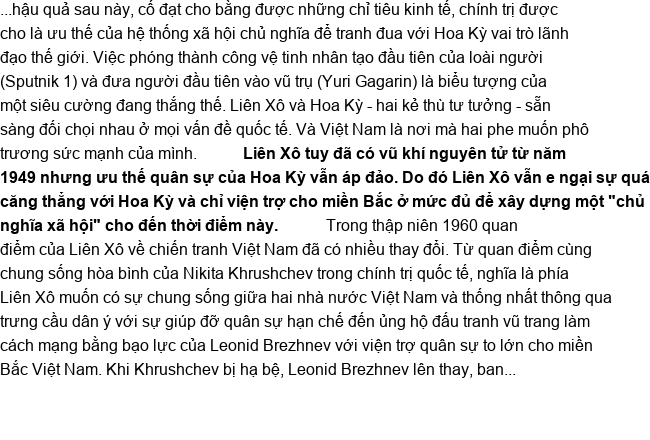 ...hậu quả sau này, cố đạt cho bằng được những chỉ tiêu kinh tế, chính trị được
cho là ưu thế của hệ thống xã hội chủ nghĩa để tranh đua với Hoa Kỳ vai trò lãnh
đạo thế giới. Việc phóng thành công vệ tinh nhân tạo đầu tiên của loài người
(Sputnik 1) và đưa người đầu tiên vào vũ trụ (Yuri Gagarin) là biểu tượng của
một siêu cường đang thắng thế. Liên Xô và Hoa Kỳ - hai kẻ thù tư tưởng - sẵn
sàng đối chọi nhau ở mọi vấn đề quốc tế. Và Việt Nam là nơi mà hai phe muốn phô
trương sức mạnh của mình. Liên Xô tuy đã có vũ khí nguyên tử từ năm
1949 nhưng ưu thế quân sự của Hoa Kỳ vẫn áp đảo. Do đó Liên Xô vẫn e ngại sự quá
căng thẳng với Hoa Kỳ và chỉ viện trợ cho miền Bắc ở mức đủ để xây dựng một "chủ
nghĩa xã hội" cho đến thời điểm này. Trong thập niên 1960 quan
điểm của Liên Xô về chiến tranh Việt Nam đã có nhiều thay đổi. Từ quan điểm cùng
chung sống hòa bình của Nikita Khrushchev trong chính trị quốc tế, nghĩa là phía
Liên Xô muốn có sự chung sống giữa hai nhà nước Việt Nam và thống nhất thông qua
trưng cầu dân ý với sự giúp đỡ quân sự hạn chế đến ủng hộ đấu tranh vũ trang làm
cách mạng bằng bạo lực của Leonid Brezhnev với viện trợ quân sự to lớn cho miền
Bắc Việt Nam. Khi Khrushchev bị hạ bệ, Leonid Brezhnev lên thay, ban...